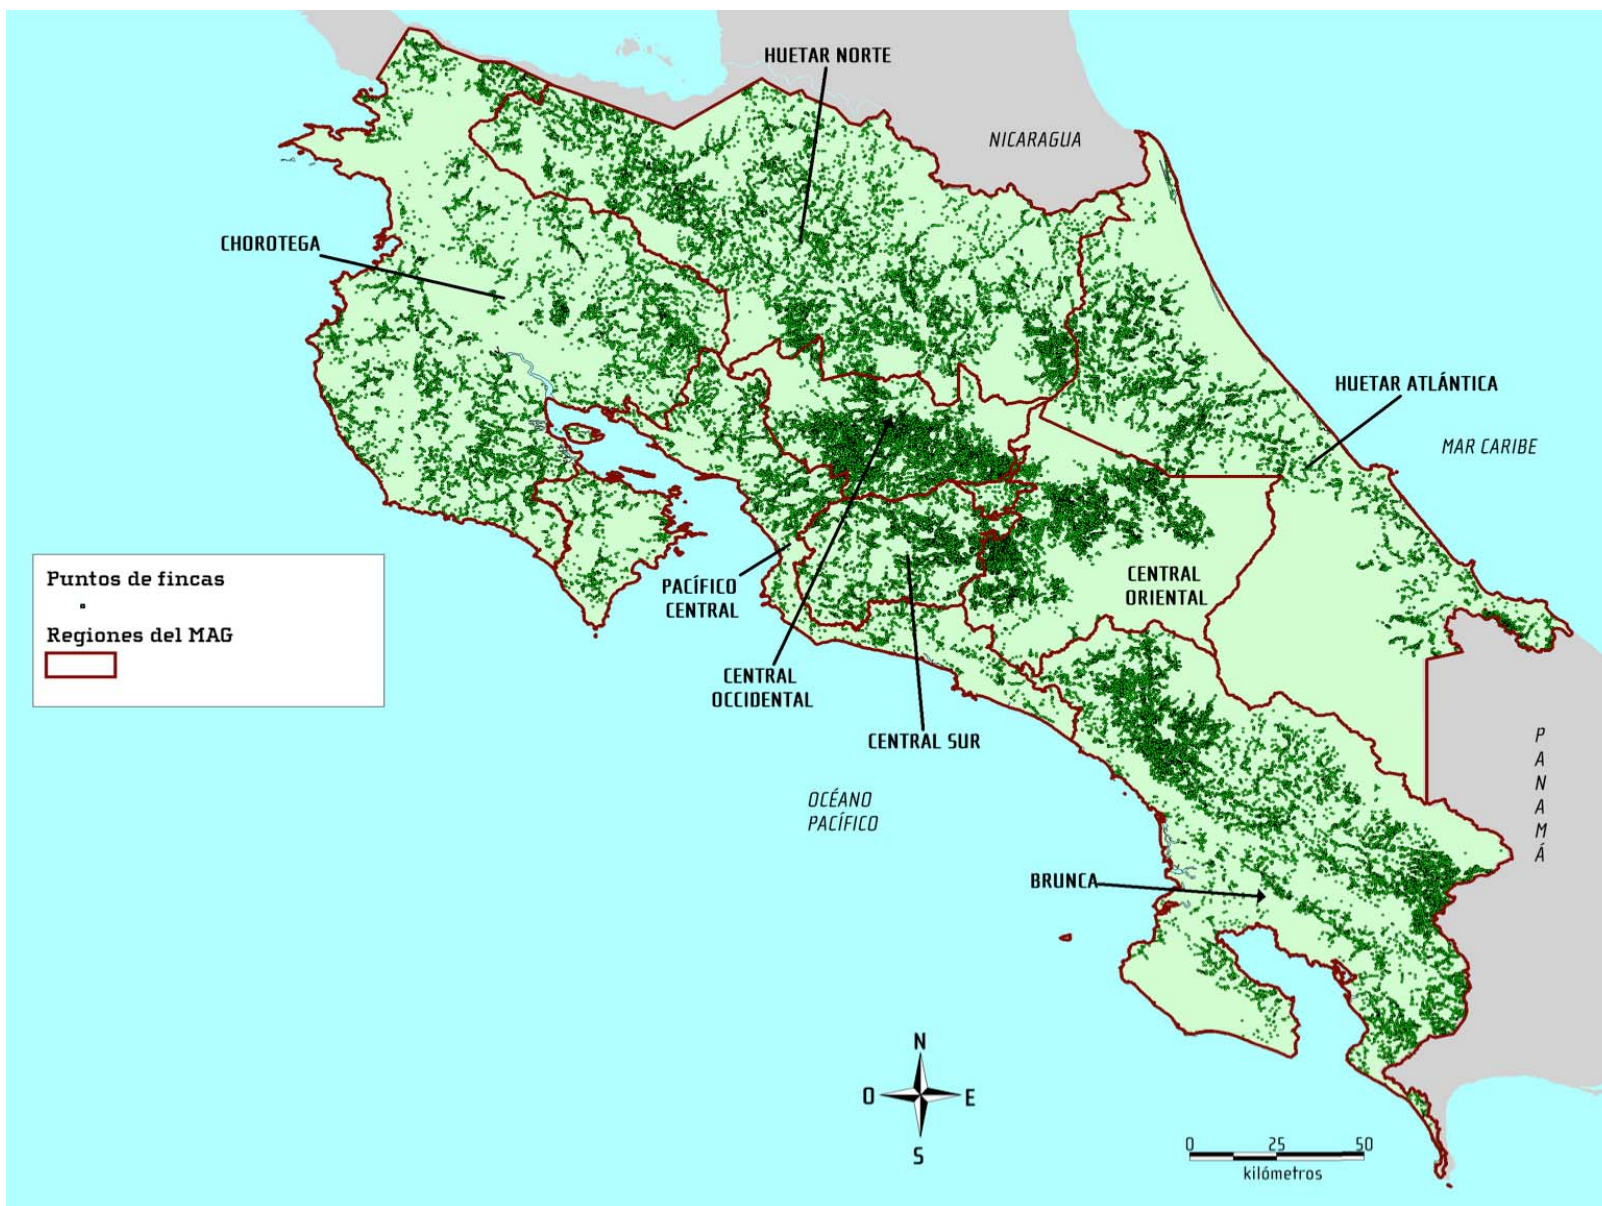 HUETAR NORTE
NICARAGUA
CHOROTEGA
HUETAR ATLÁNTICA
MAR CARIBE
Puntos de fincas
Regiones del MAG
PACÍFICO
CENTRAL
CENTRAL
ORIENTAL
CENTRAL
OCCIDENTAL
CENTRAL SUR
OCÉANO
PACÍFICO
P
A
N
A
M
Á
BRUNCA
N
O
E
S
0 25 50
kilómetros